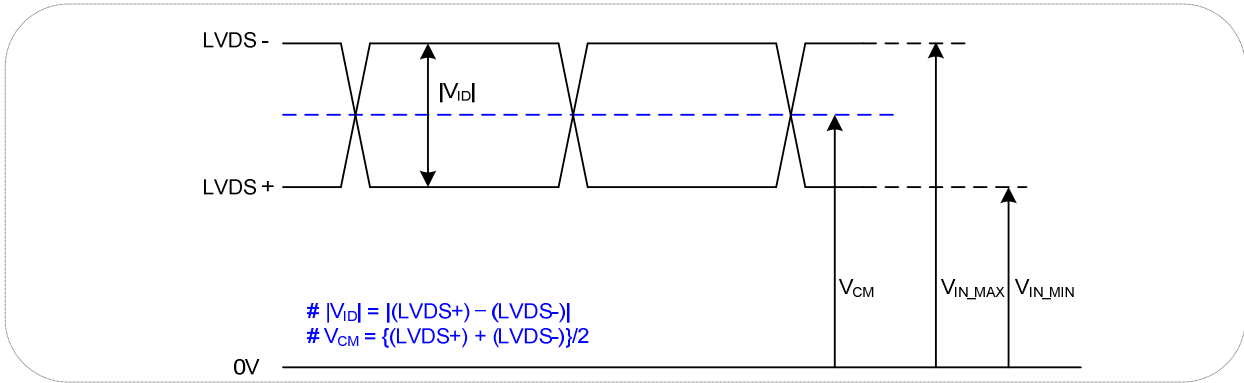 LVDS -
|VID|
LVDS +
VCM
VIN_MAX
VIN_MIN
# |VID| = |(LVDS+) – (LVDS-)|
# VCM = {(LVDS+) + (LVDS-)}/2
0V